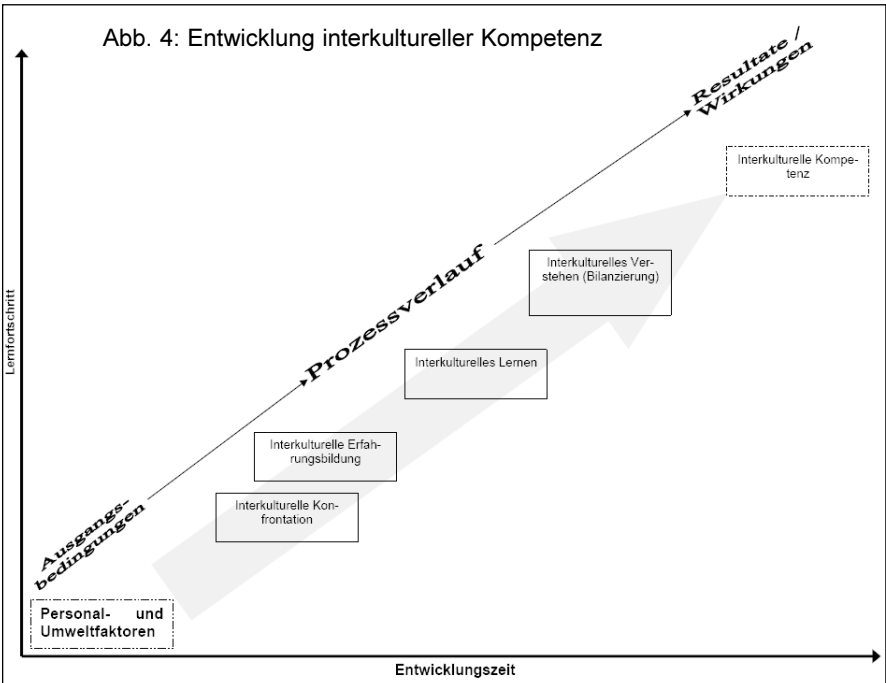 Abb. 4: Entwicklung interkultureller Kompetenz
Resultate /
Wirkungen
Interkulturelle Kompe-
tenz
Prozessverlauf
Interkulturelles Ver-
stehen (Bilanzierung)
Lernfortschritt
Interkulturelles Lernen
Interkulturelle Erfah-
rungsbildung
Interkulturelle Kon-
frontation
Ausgangs-
bedingungen
Personal- und
Umweltfaktoren
Entwicklungszeit